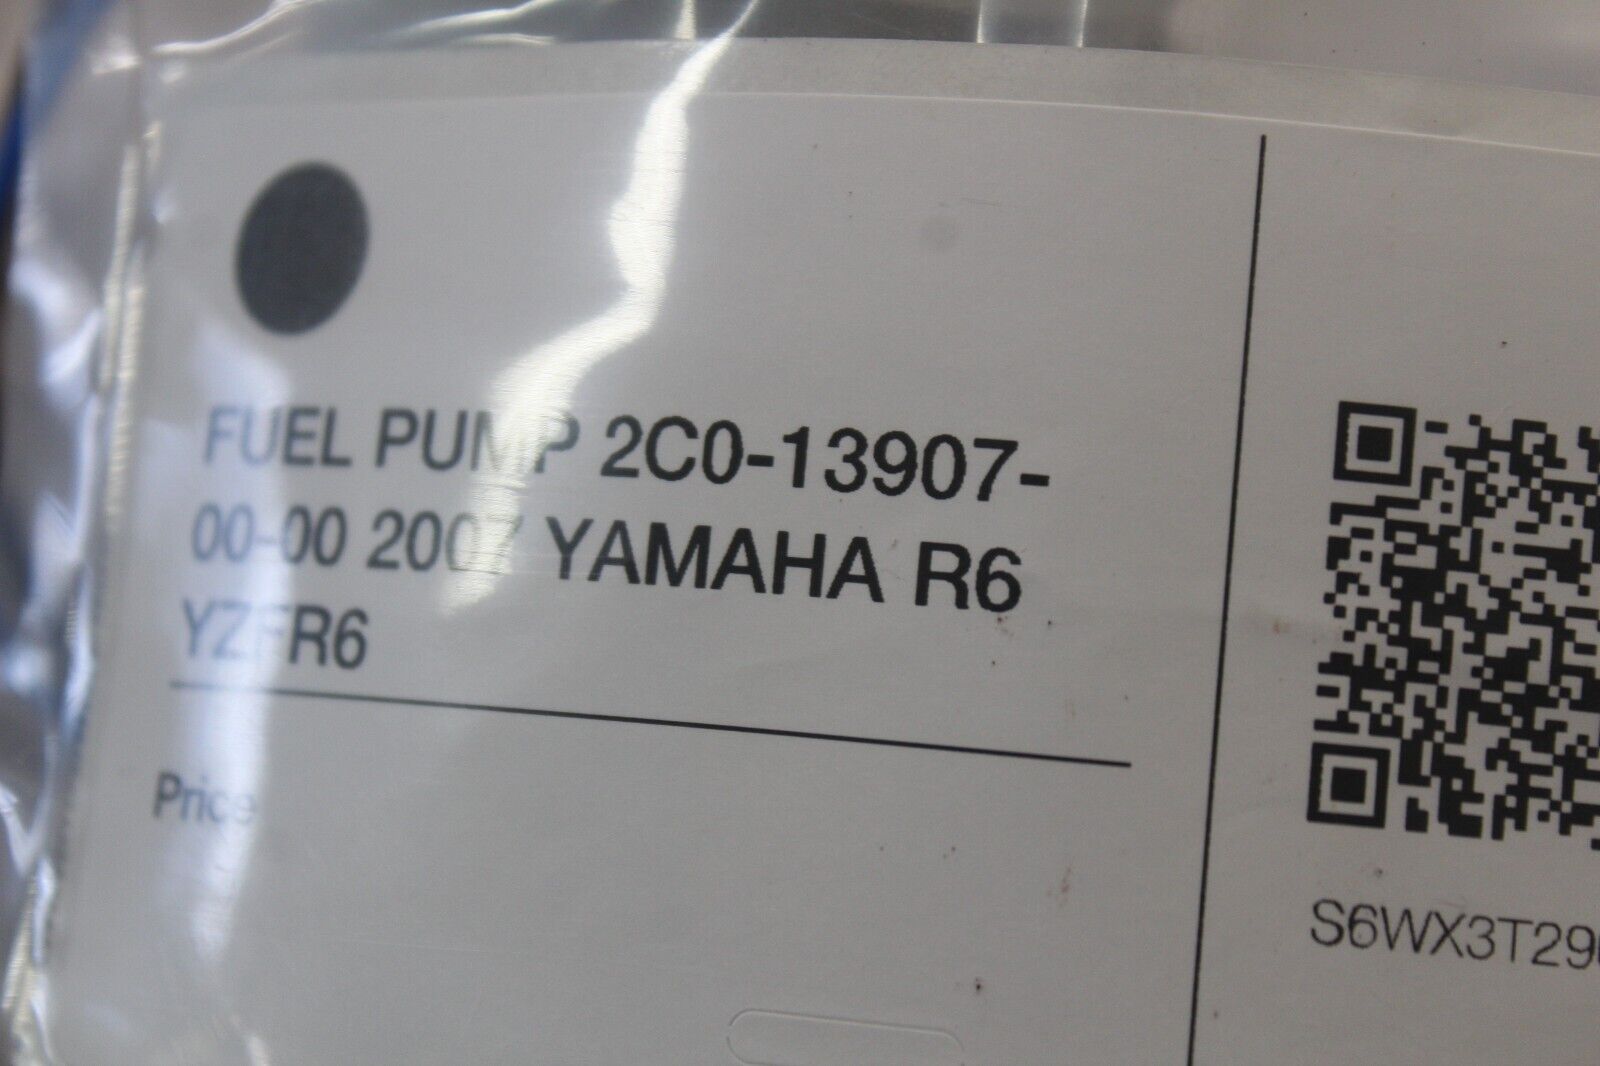 FUEL PUMP 2C0-13907-
00-00 2007 YAMAHA R6
YZFR6
Price
S6WX3T29